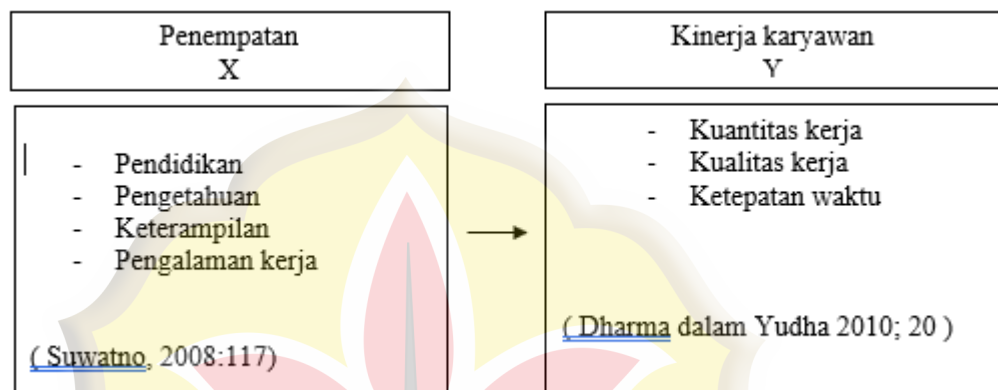 Penempatan
X
- Pendidikan
- Pengetahuan
- Keterampilan
- Pengalaman kerja
( Suwatno, 2008:117)
Kinerja karyawan
Y
- Kuantitas kerja
- Kualitas kerja
- Ketepatan waktu
( Dharma dalam Yudha 2010; 20 )